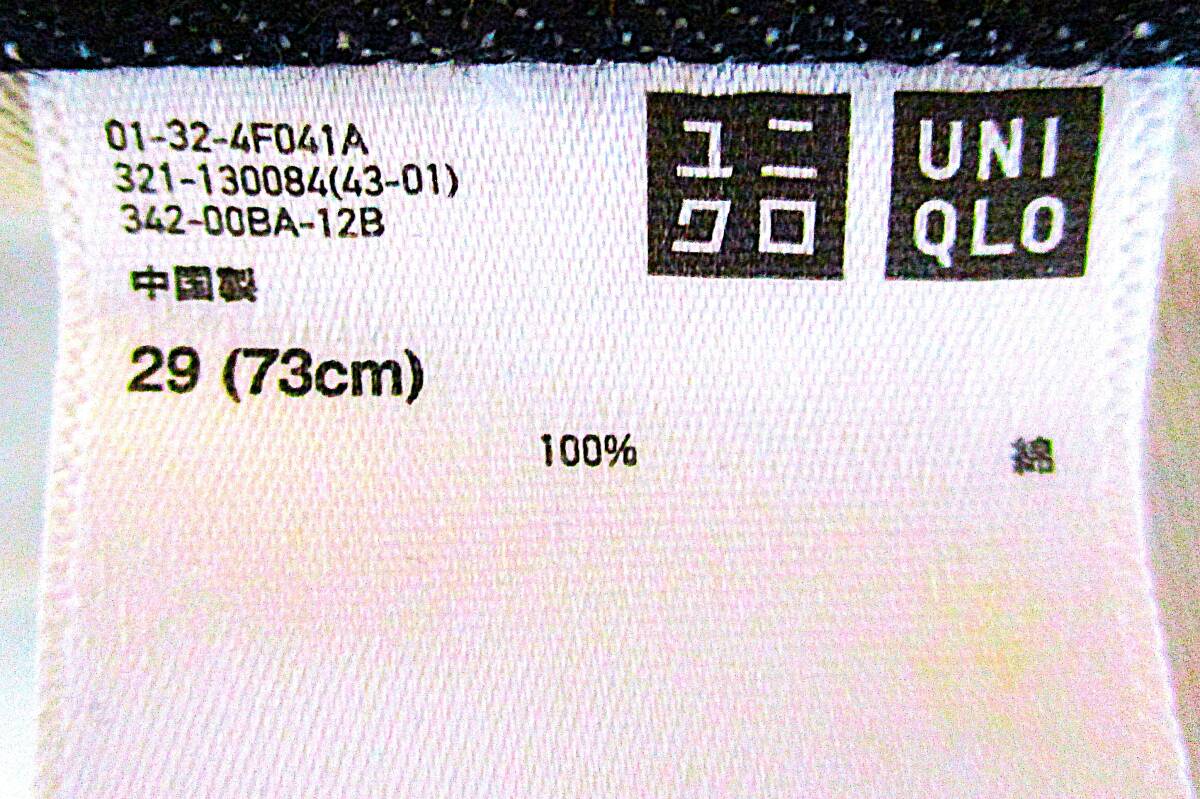 01-32-4F041A
321-130084(43-01)
342-00BA-12B
中国製
29 (73cm)
100% 綿
ユニ
クロ
UNI
QLO